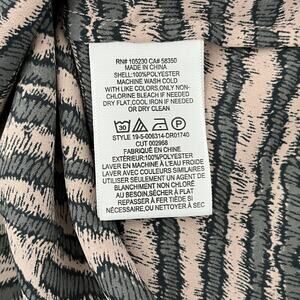 RN# 105230 CA# 58350
MADE IN CHINA
SHELL:100%POLYESTER
MACHINE WASH COLD
WITH LIKE COLORS,ONLY NON-
CHLORINE BLEACH IF NEEDED
DRY FLAT,COOL IRON IF NEEDED
OR DRY CLEAN
30
P
STYLE 19-5-006314-DR01740
CUT 002968
FABRIQUÉ EN CHINE
EXTÉRIEUR:100%POLYESTER
LAVER EN MACHINE À L'EAU FROIDE
LAVER AVEC DES COULEURS
SIMILAIRES,SEULEMENT AGENT
BLANCHIMENT NON CHLORÉ
AU BESOIN,SÉCHER À PLAT
REPASSER À FER TIÈDE SI
NÉCESSAIRE,OU NETTOYER À SEC